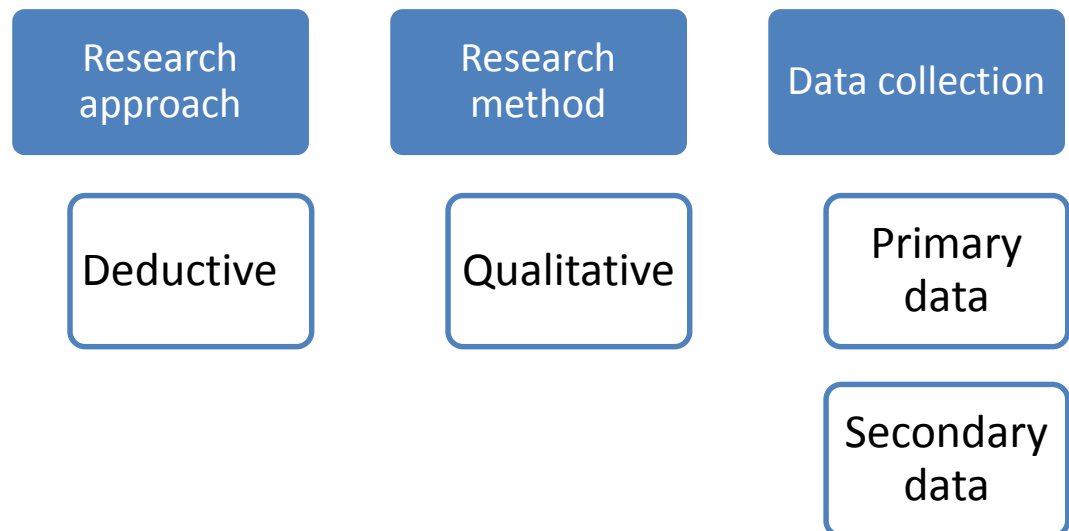 Research
approach
Deductive
Research
method
Qualitative
Data collection
Primary
data
Secondary
data